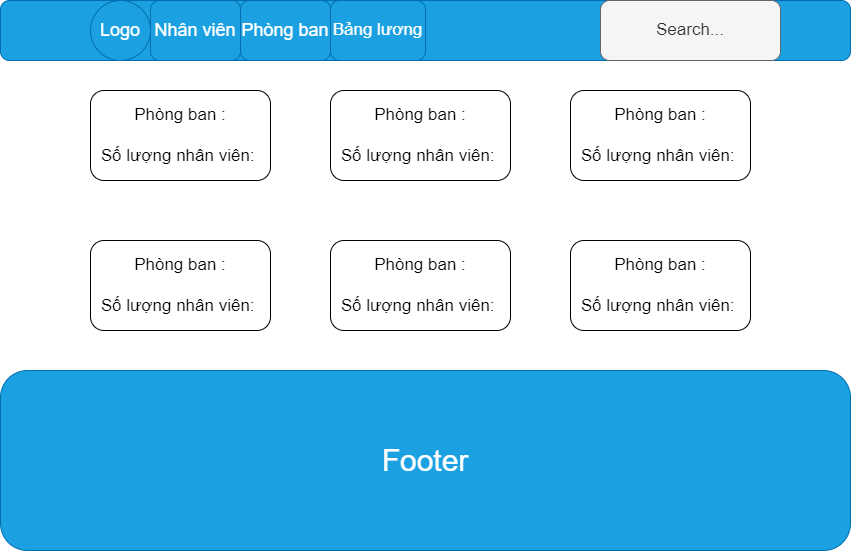 Logo Nhân viên Phòng ban Bảng lương Search...
Phòng ban : Phòng ban : Phòng ban :
Số lượng nhân viên: Số lượng nhân viên: Số lượng nhân viên:
Phòng ban : Phòng ban : Phòng ban :
Số lượng nhân viên: Số lượng nhân viên: Số lượng nhân viên:
Footer